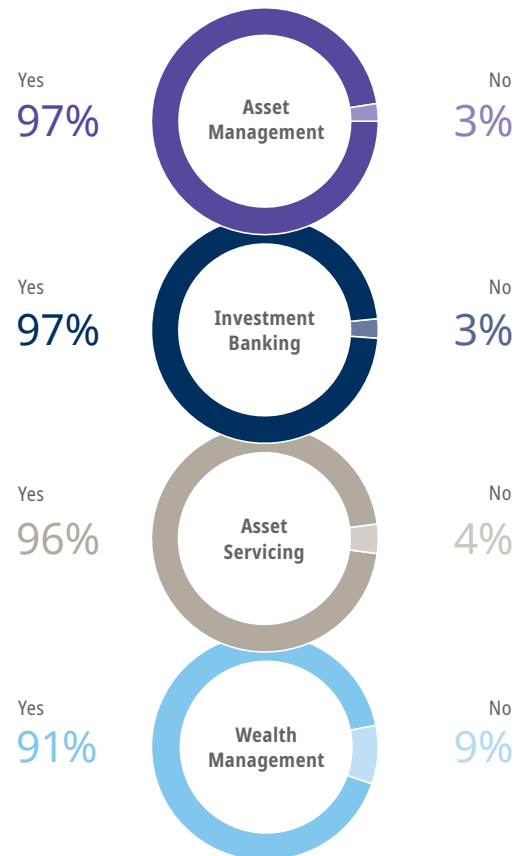 Yes
97%
Asset
Management
No
3%
Yes
97%
Investment
Banking
No
3%
Yes
96%
Asset
Servicing
No
4%
Yes
91%
Wealth
Management
No
9%